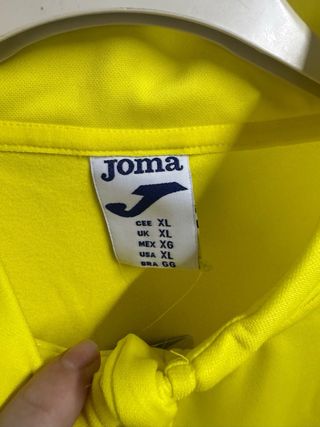 Joma
CEE XL
UK XL
MEX XG
USA XL
BRA GG